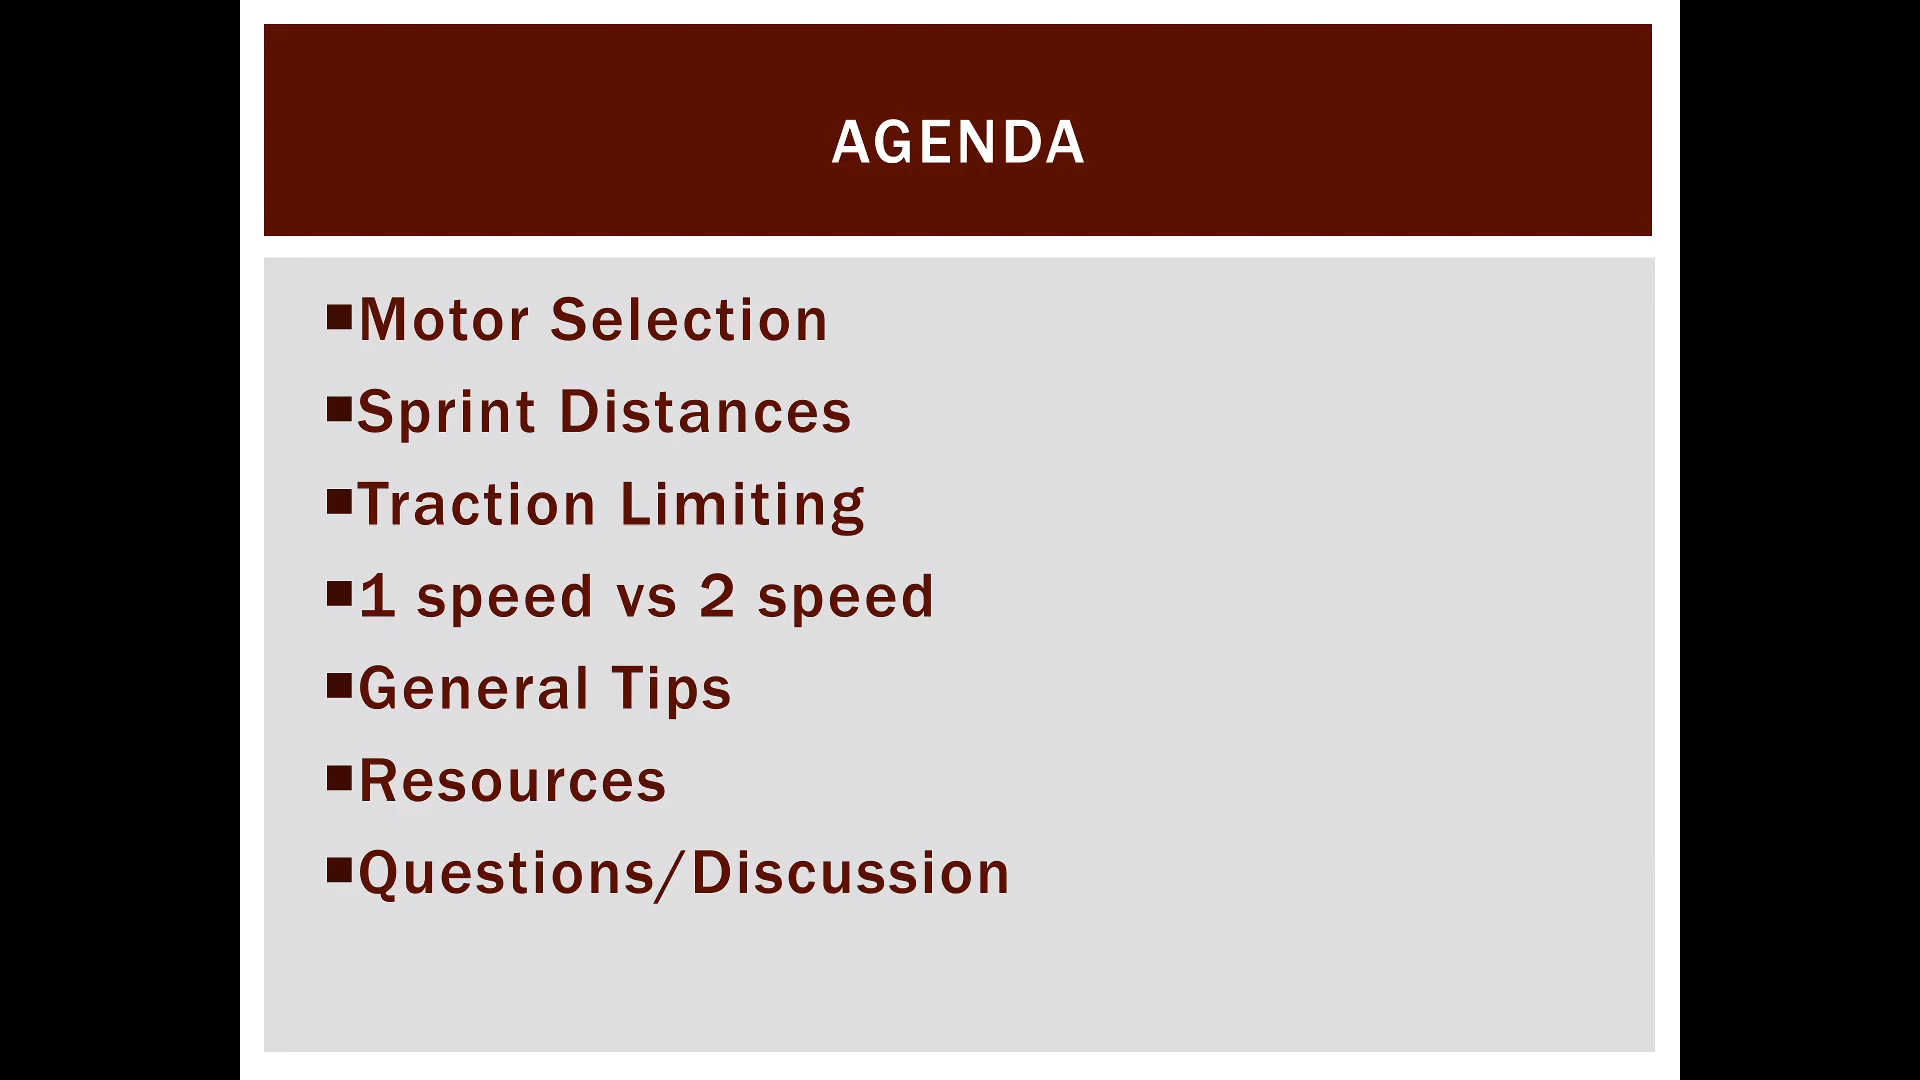 AGENDA
■Motor Selection
■Sprint Distances
■Traction Limiting
■1 speed vs 2 speed
■General Tips
■Resources
■Questions/Discussion